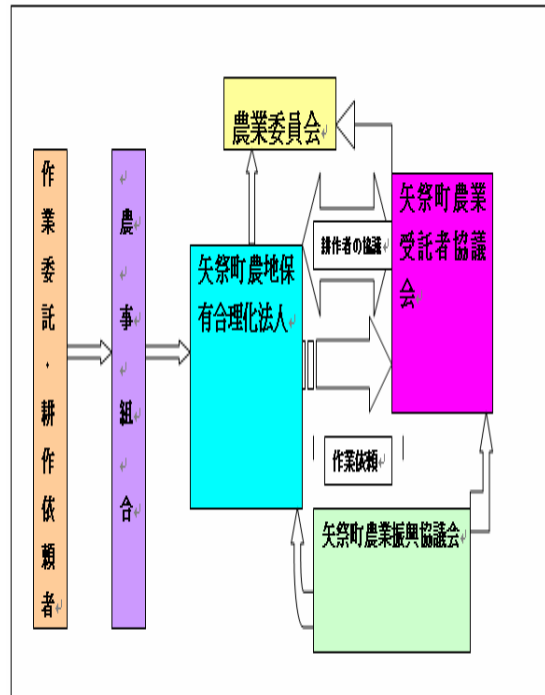 農業委員会
作業委託・耕作依頼者
農事組合
矢祭町農地保
有合理化法人
耕作者の協議
矢祭町農業
受託者協議
会
作業依頼
矢祭町農業振興協議会